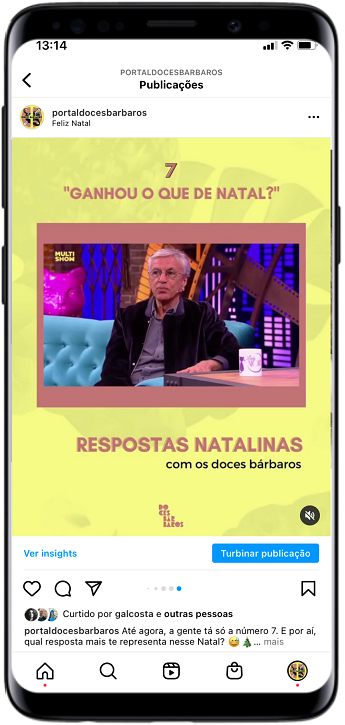 13:14
PORTALDOCESBARBAROS
Publicações
portaldocesbarbaros
Feliz Natal
7
"GANHOU O QUE DE NATAL?"
MULTI
SHOW
RESPOSTAS NATALINAS
com os doces bárbaros
DO
CES
BÁR
BAROS
Ver insights
Turbinar publicação
Curtido por galcosta e outras pessoas
portaldocesbarbaros Até agora, a gente tá só a número 7. E por aí,
qual resposta mais te representa nesse Natal? 😅🎄... mais